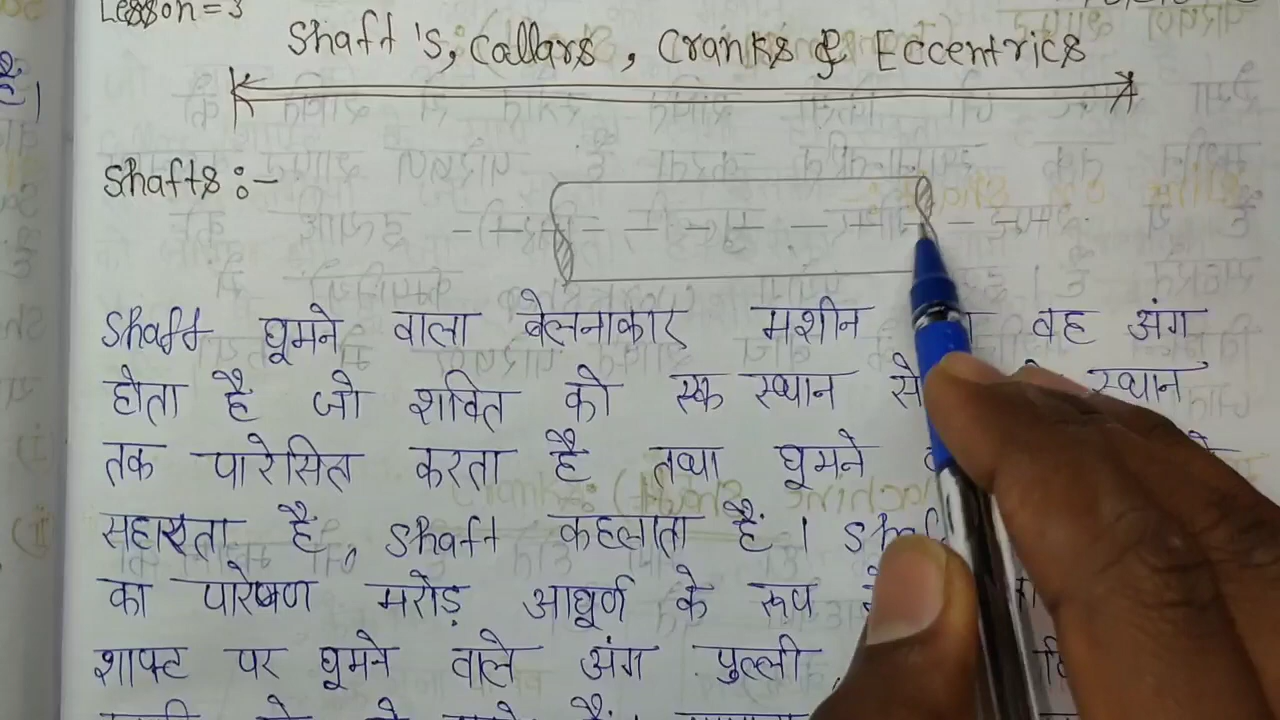 Lesson = 3
Shaft's, Collars, Cranks & Eccentrics
Shafts :-
Shaft घूमने वाला बेलनाकार मशीन वह अंग
होता है जो शक्ति को एक स्थान से स्थान
तक पारेसित करता है तथा घूमने
सहारता है, Shaft कहलाता है । Shaf
का पारेषण मरोड़ आघूर्ण के रूप
शाफ्ट पर घूमने वाले अंग पुल्ली,